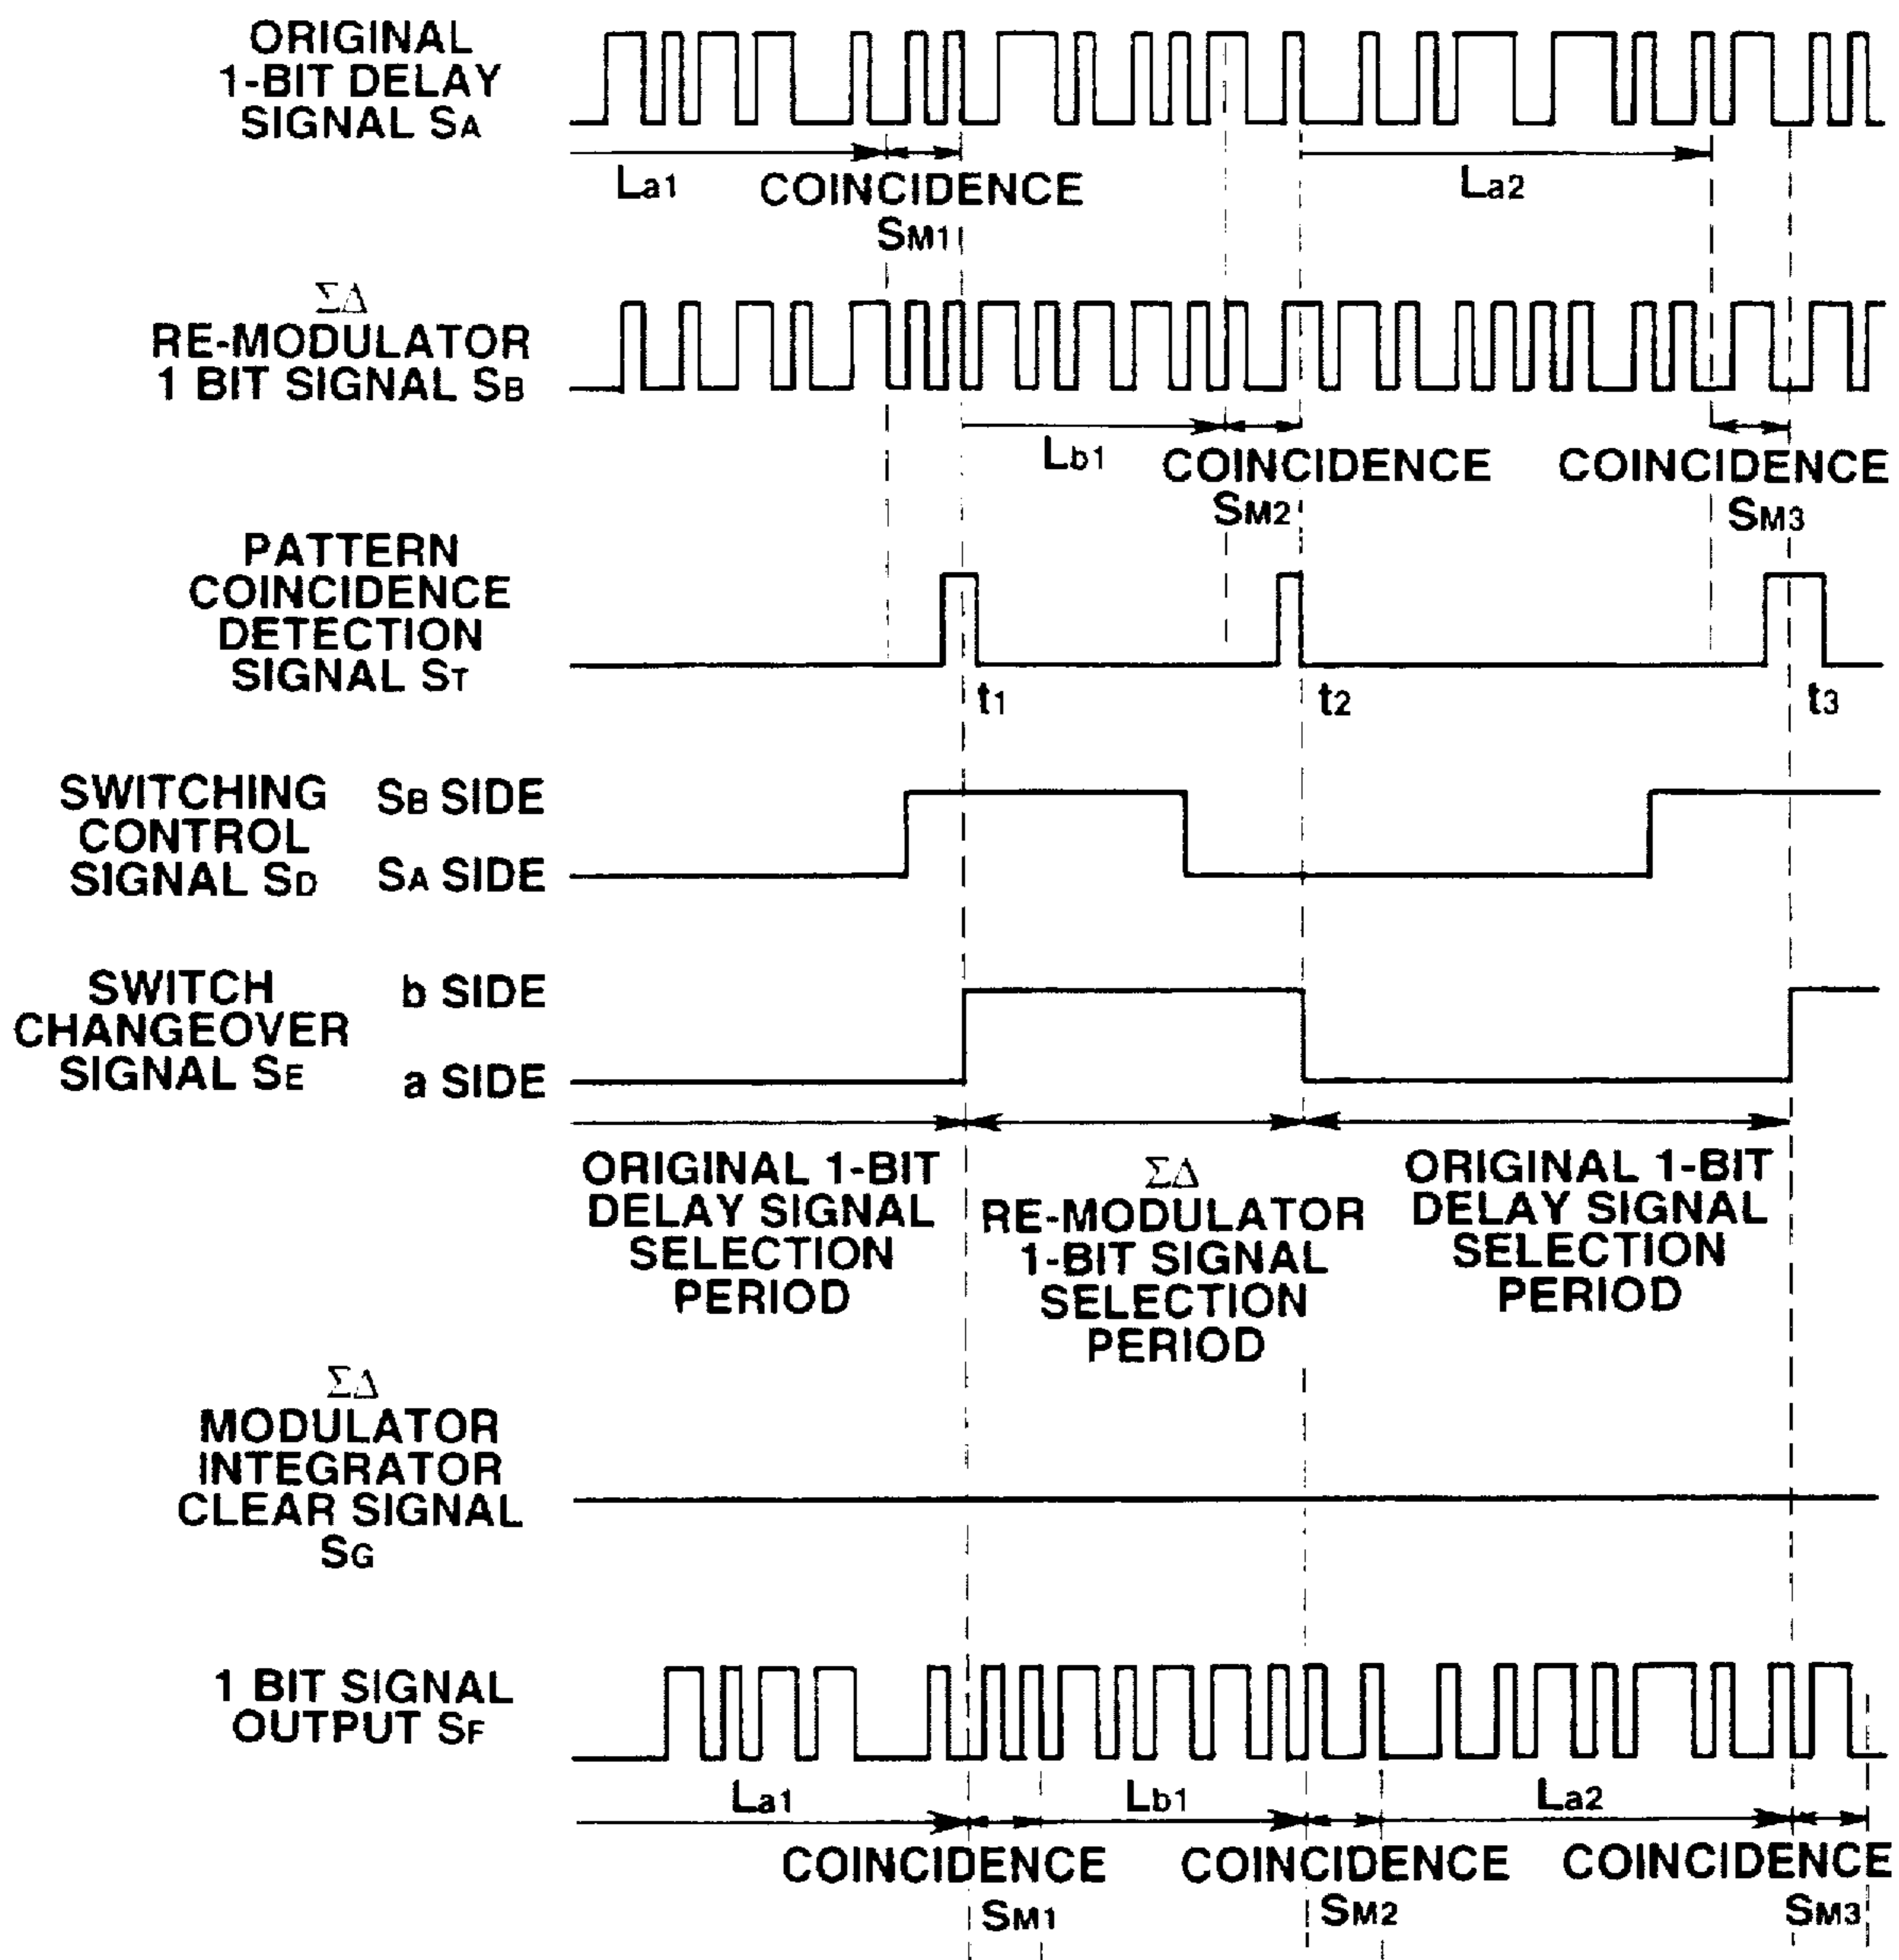 ORIGINAL
1-BIT DELAY
SIGNAL SA
La1
COINCIDENCE
SM1
La2
ΣΔ
RE-MODULATOR
1 BIT SIGNAL SB
Lb1
COINCIDENCE
SM2
COINCIDENCE
SM3
PATTERN
COINCIDENCE
DETECTION
SIGNAL ST
t1
t2
t3
SWITCHING
CONTROL
SIGNAL SD
SB SIDE
SA SIDE
SWITCH
CHANGEOVER
SIGNAL SE
b SIDE
a SIDE
ORIGINAL 1-BIT
DELAY SIGNAL
SELECTION
PERIOD
ΣΔ
RE-MODULATOR
1-BIT SIGNAL
SELECTION
PERIOD
ORIGINAL 1-BIT
DELAY SIGNAL
SELECTION
PERIOD
ΣΔ
MODULATOR
INTEGRATOR
CLEAR SIGNAL
SG
1 BIT SIGNAL
OUTPUT SF
La1
Lb1
La2
COINCIDENCE
SM1
COINCIDENCE
SM2
COINCIDENCE
SM3